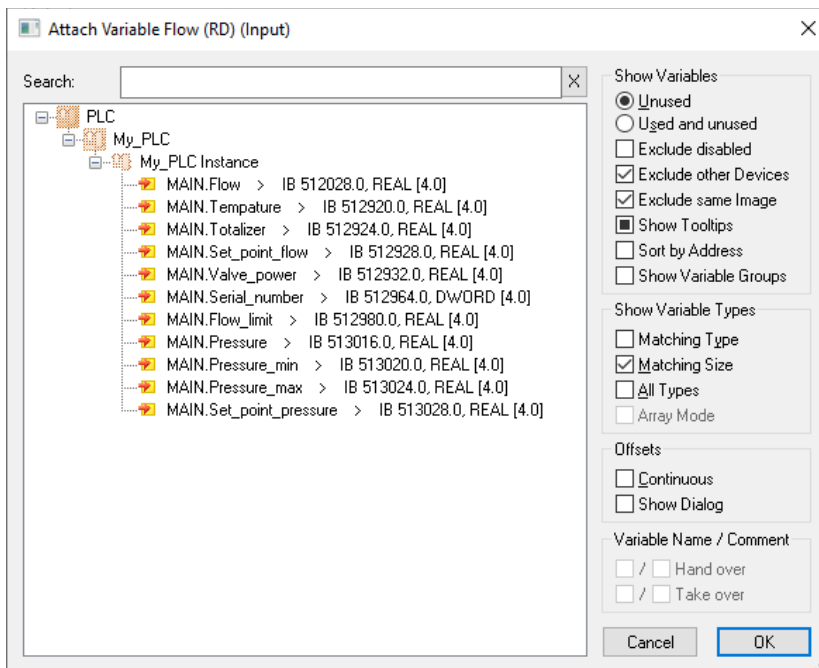 Attach Variable Flow (RD) (Input)
Search:
X
PLC
My_PLC
My_PLC Instance
MAIN.Flow > IB 512028.0, REAL [4.0]
MAIN.Tempature > IB 512920.0, REAL [4.0]
MAIN.Totalizer > IB 512924.0, REAL [4.0]
MAIN.Set_point_flow > IB 512928.0, REAL [4.0]
MAIN.Valve_power > IB 512932.0, REAL [4.0]
MAIN.Serial_number > IB 512964.0, DWORD [4.0]
MAIN.Flow_limit > IB 512980.0, REAL [4.0]
MAIN.Pressure > IB 513016.0, REAL [4.0]
MAIN.Pressure_min > IB 513020.0, REAL [4.0]
MAIN.Pressure_max > IB 513024.0, REAL [4.0]
MAIN.Set_point_pressure > IB 513028.0, REAL [4.0]
Show Variables
Unused
Used and unused
Exclude disabled
Exclude other Devices
Exclude same Image
Show Tooltips
Sort by Address
Show Variable Groups
Show Variable Types
Matching Type
Matching Size
All Types
Array Mode
Offsets
Continuous
Show Dialog
Variable Name / Comment
/ Hand over
/ Take over
Cancel
OK